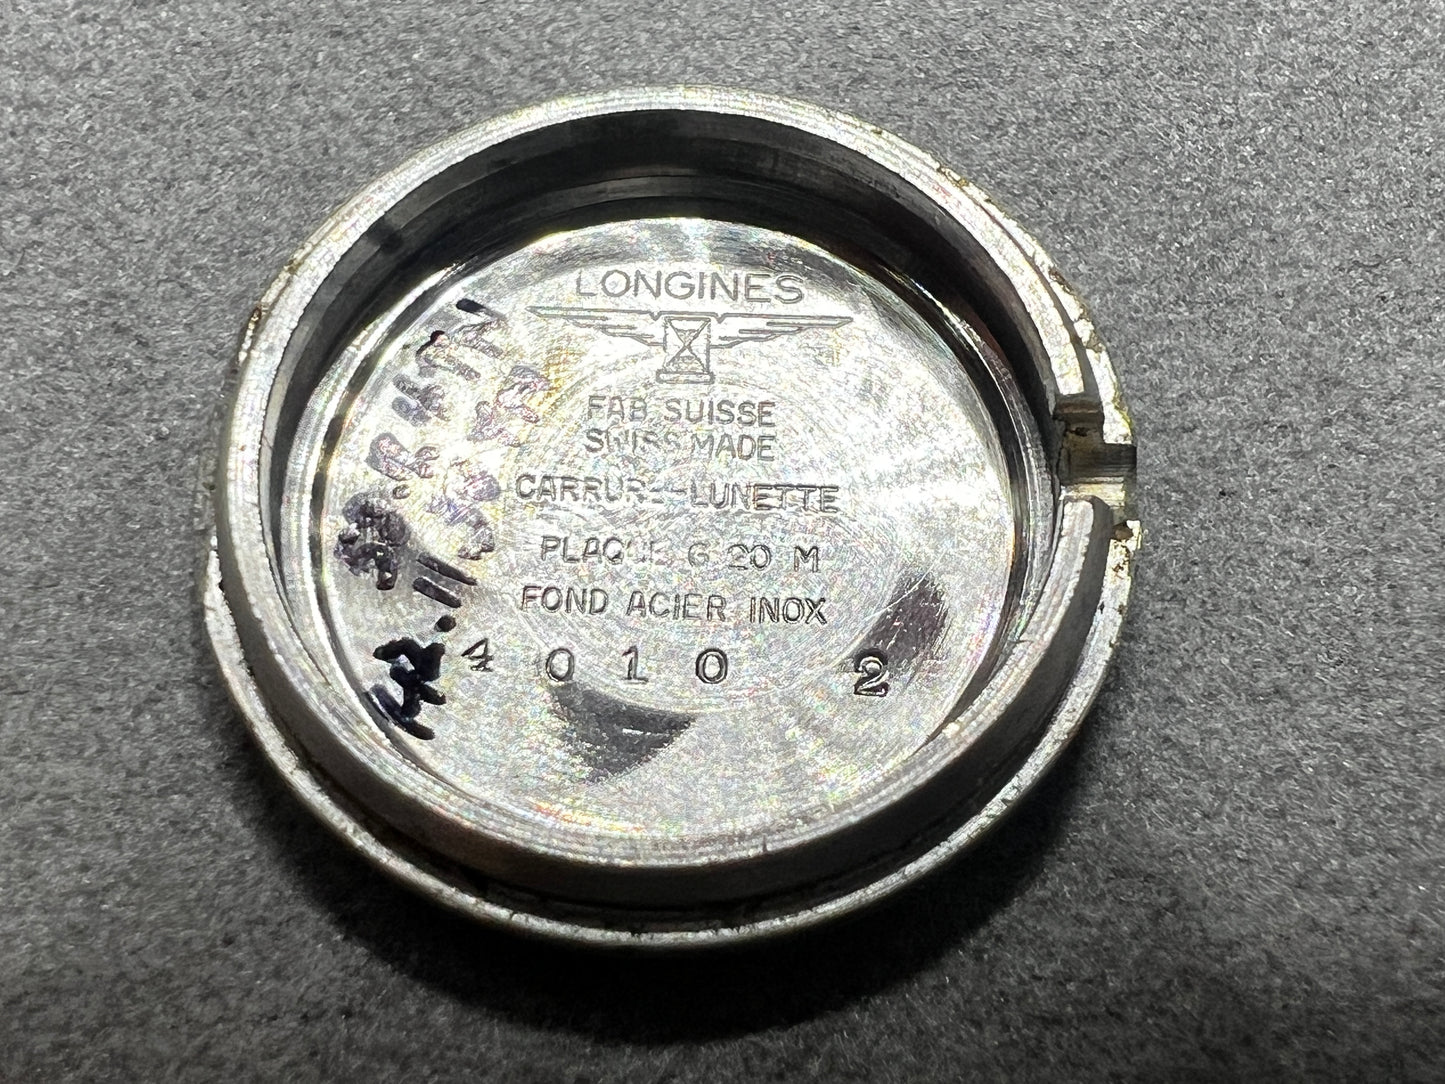 LONGINES
FAB SUISSE
SWISS MADE
CARRURE-LUNETTE
PLAQUE G 20 M
FOND ACIER INOX
4 0 1 0 2